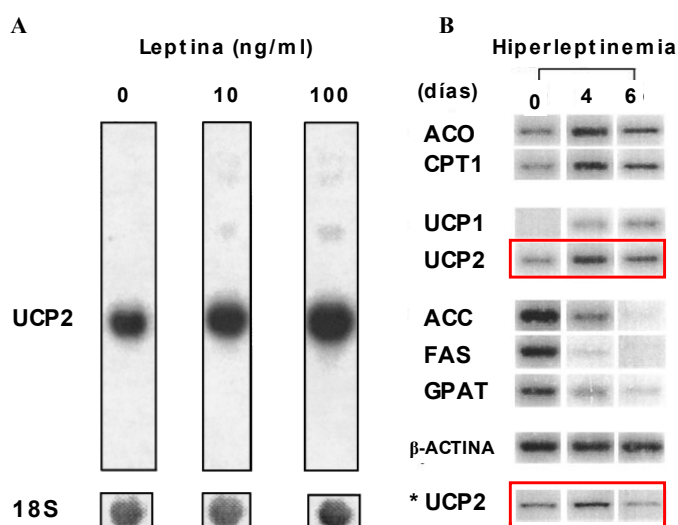 A
Leptina (ng/ml)
0 10 100
UCP2
18S
B
Hiperleptinemia
(días) 0 4 6
ACO
CPT1
UCP1
UCP2
ACC
FAS
GPAT
β-ACTINA
* UCP2